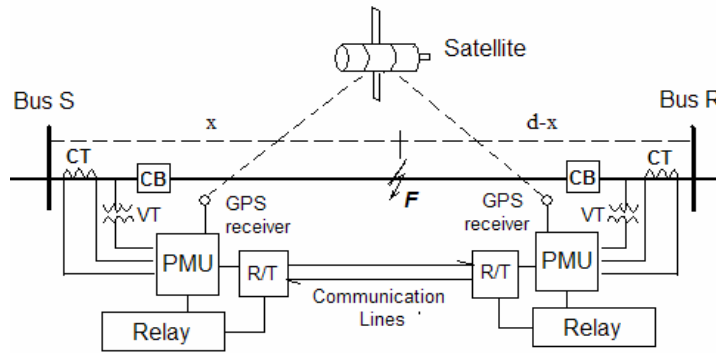 Satellite
Bus S
Bus R
x
d-x
CT
CT
CB
CB
F
VT
VT
GPS
receiver
GPS
receiver
PMU
R/T
R/T
PMU
Communication
Lines
Relay
Relay